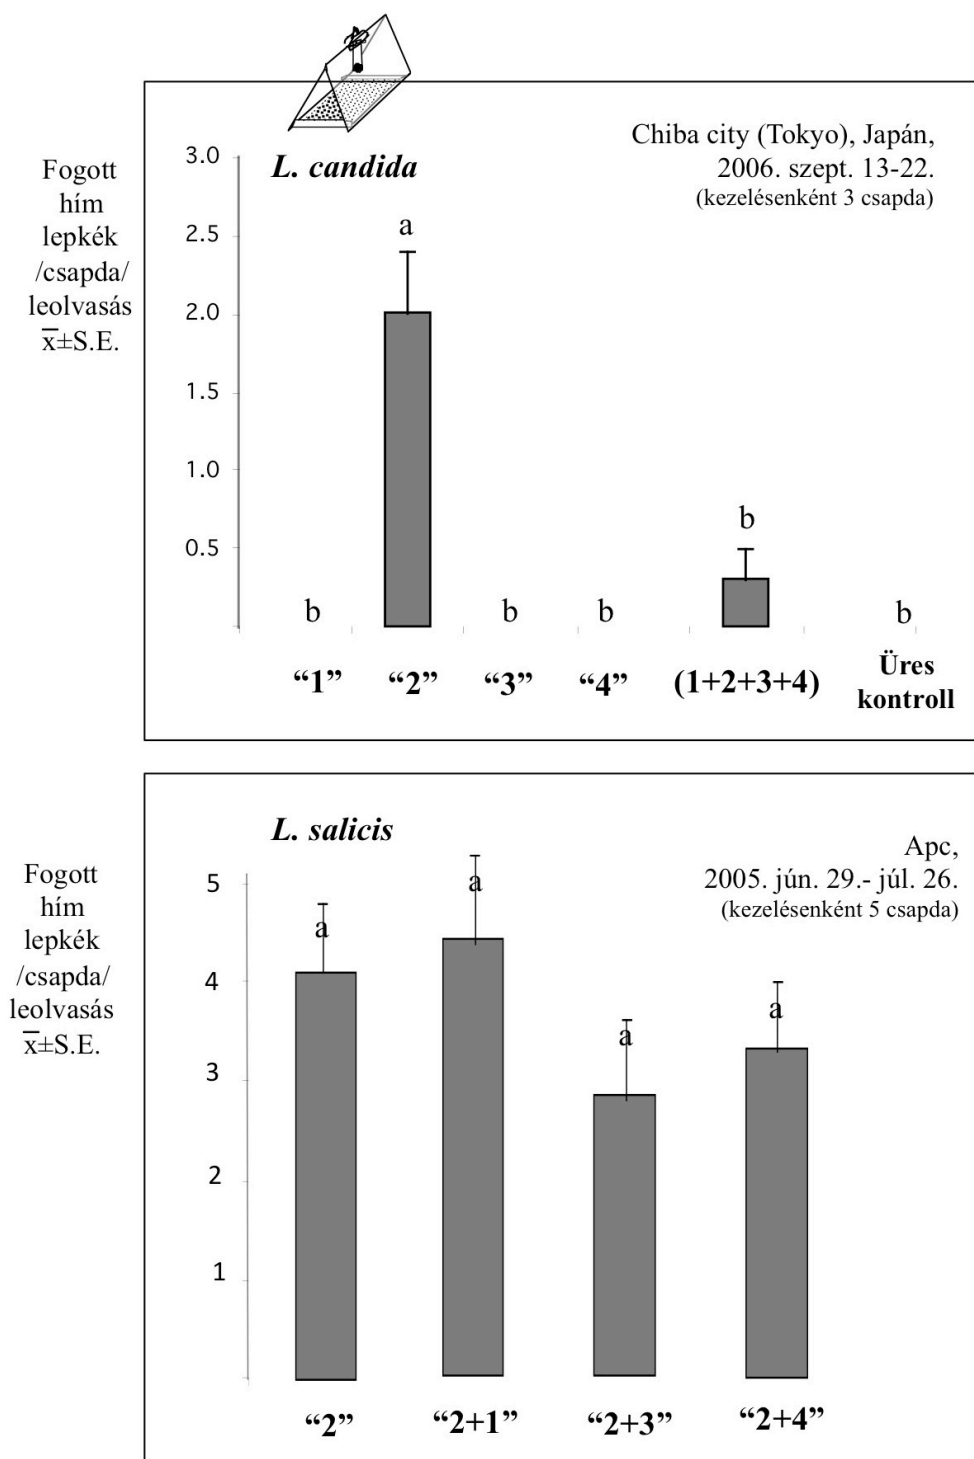 Fogott
hím
lepkék
/csapda/
leolvasás
x̅±S.E.
L. candida
Chiba city (Tokyo), Japán,
2006. szept. 13-22.
(kezelésenként 3 csapda)
3.0
2.5
2.0
1.5
1.0
0.5
b
a
b
b
b
b
“1”
“2”
“3”
“4”
(1+2+3+4)
Üres
kontroll
Fogott
hím
lepkék
/csapda/
leolvasás
x̅±S.E.
L. salicis
Apc,
2005. jún. 29.- júl. 26.
(kezelésenként 5 csapda)
5
4
3
2
1
a
a
a
a
“2”
“2+1”
“2+3”
“2+4”